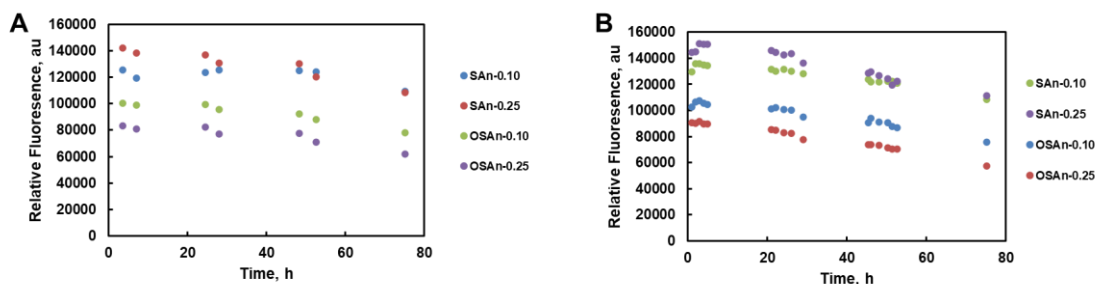 A
Relative Fluoresence, au
160000
140000
120000
100000
80000
60000
40000
20000
0
0 20 40 60 80
Time, h
SAn-0.10
SAn-0.25
OSAn-0.10
OSAn-0.25
B
Relative Fluoresence, au
160000
140000
120000
100000
80000
60000
40000
20000
0
0 20 40 60 80
Time, h
SAn-0.10
SAn-0.25
OSAn-0.10
OSAn-0.25